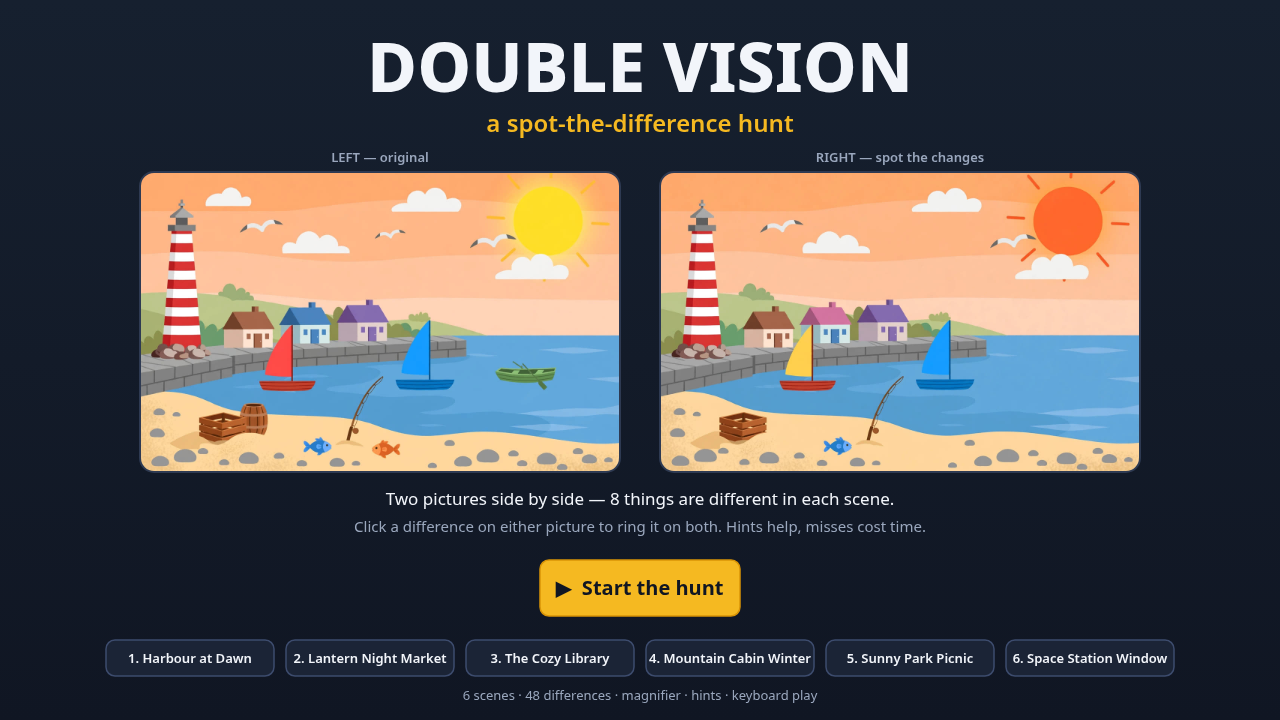 DOUBLE VISION
a spot-the-difference hunt
LEFT — original
RIGHT — spot the changes
Two pictures side by side — 8 things are different in each scene.
Click a difference on either picture to ring it on both. Hints help, misses cost time.
▶ Start the hunt
1. Harbour at Dawn
2. Lantern Night Market
3. The Cozy Library
4. Mountain Cabin Winter
5. Sunny Park Picnic
6. Space Station Window
6 scenes · 48 differences · magnifier · hints · keyboard play